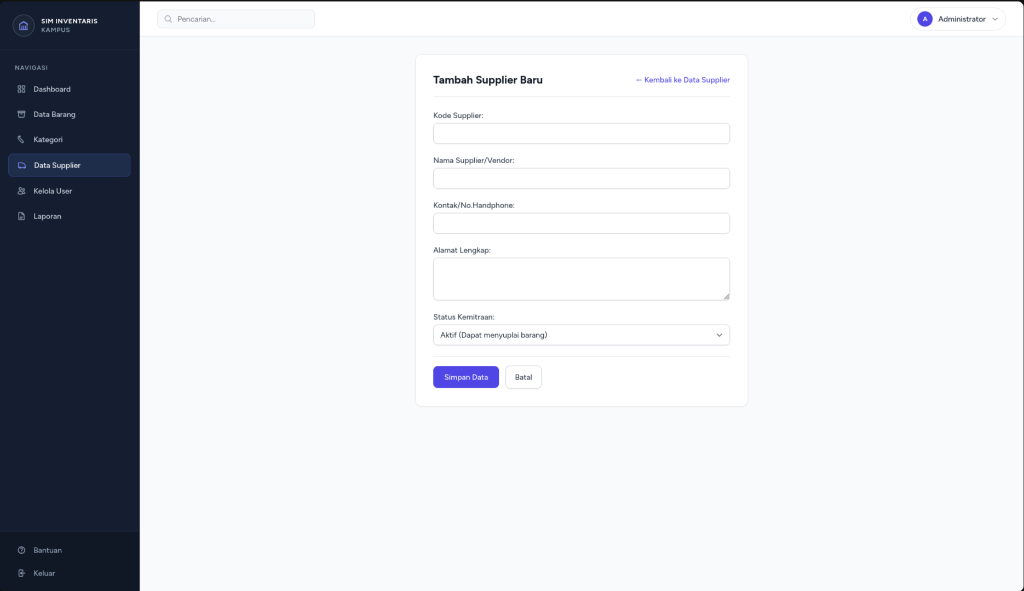 SIM INVENTARIS
KAMPUS
Pencarian...
A
Administrator
NAVIGASI
Dashboard
Data Barang
Kategori
Data Supplier
Kelola User
Laporan
Bantuan
Keluar
Tambah Supplier Baru
← Kembali ke Data Supplier
Kode Supplier:
Nama Supplier/Vendor:
Kontak/No.Handphone:
Alamat Lengkap:
Status Kemitraan:
Aktif (Dapat menyuplai barang)
Simpan Data
Batal